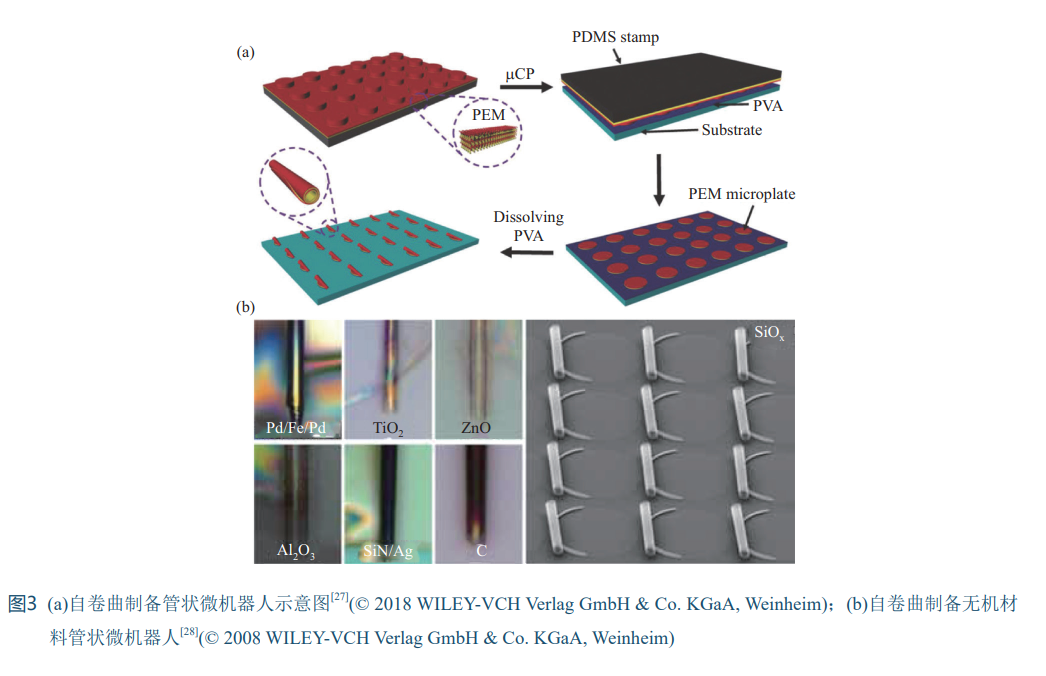 (a)
PDMS stamp
μCP
PEM
PVA
Substrate
PEM microplate
Dissolving
PVA
(b)
Pd/Fe/Pd
TiO₂
ZnO
SiOₓ
Al₂O₃
SiN/Ag
C
图3 (a)自卷曲制备管状微机器人示意图[27](© 2018 WILEY-VCH Verlag GmbH & Co. KGaA, Weinheim)；(b)自卷曲制备无机材
料管状微机器人[28](© 2008 WILEY-VCH Verlag GmbH & Co. KGaA, Weinheim)